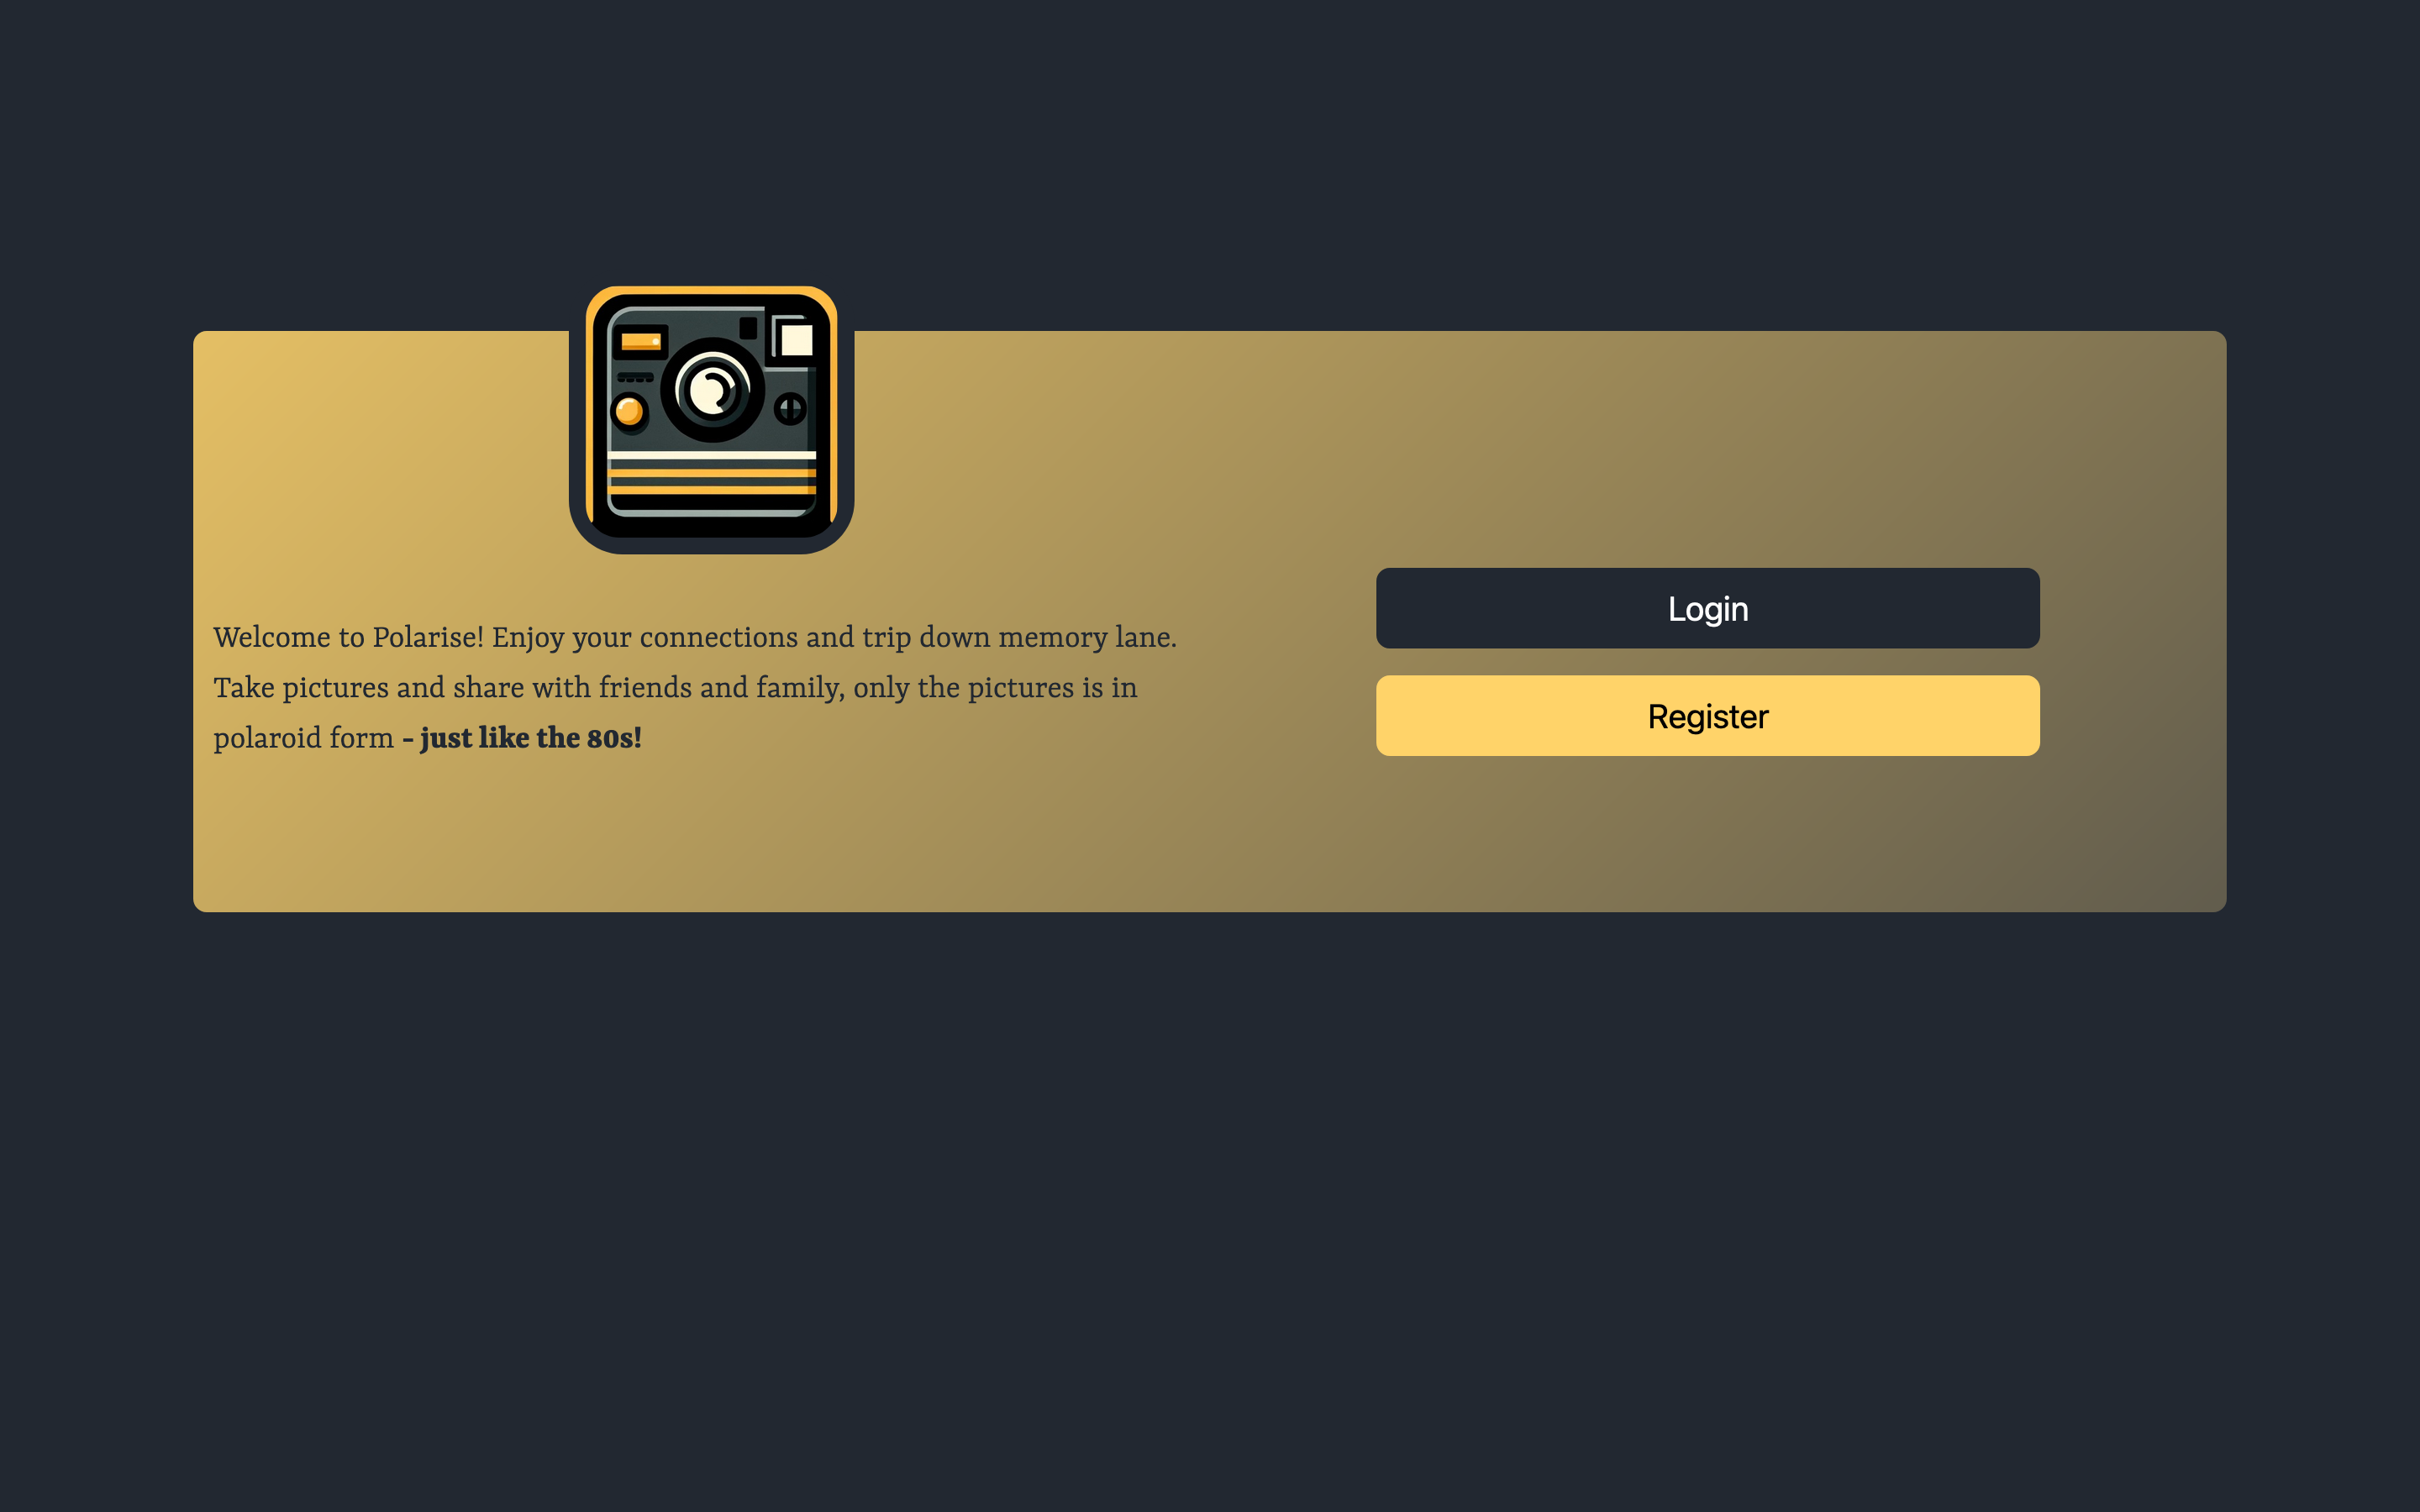 Welcome to Polarise! Enjoy your connections and trip down memory lane.
Take pictures and share with friends and family, only the pictures is in
polaroid form - just like the 80s!
Login
Register